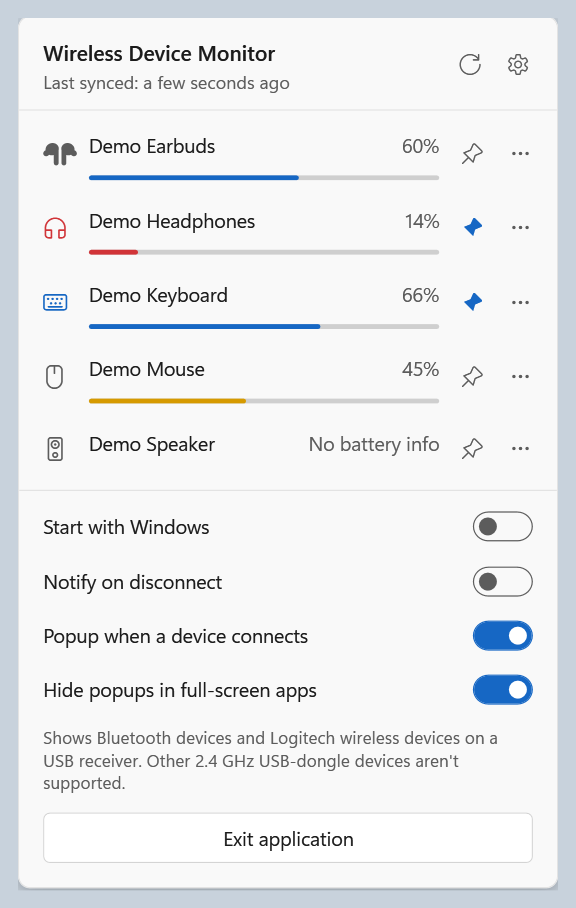 Wireless Device Monitor
Last synced: a few seconds ago
Demo Earbuds 60%
Demo Headphones 14%
Demo Keyboard 66%
Demo Mouse 45%
Demo Speaker No battery info
Start with Windows
Notify on disconnect
Popup when a device connects
Hide popups in full-screen apps
Shows Bluetooth devices and Logitech wireless devices on a
USB receiver. Other 2.4 GHz USB-dongle devices aren't
supported.
Exit application